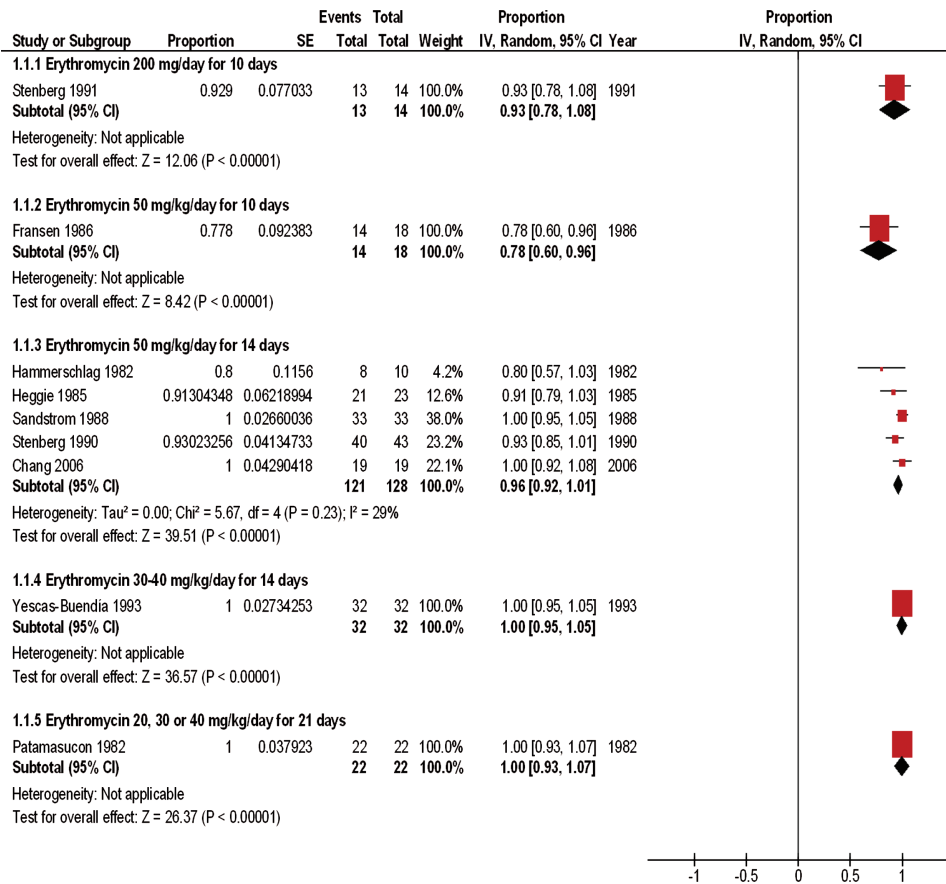 Events Total Proportion Proportion
Study or Subgroup Proportion SE Total Total Weight IV, Random, 95% CI Year IV, Random, 95% CI
1.1.1 Erythromycin 200 mg/day for 10 days
Stenberg 1991 0.929 0.077033 13 14 100.0% 0.93 [0.78, 1.08] 1991
Subtotal (95% CI) 13 14 100.0% 0.93 [0.78, 1.08]
Heterogeneity: Not applicable
Test for overall effect: Z = 12.06 (P < 0.00001)
1.1.2 Erythromycin 50 mg/kg/day for 10 days
Fransen 1986 0.778 0.092383 14 18 100.0% 0.78 [0.60, 0.96] 1986
Subtotal (95% CI) 14 18 100.0% 0.78 [0.60, 0.96]
Heterogeneity: Not applicable
Test for overall effect: Z = 8.42 (P < 0.00001)
1.1.3 Erythromycin 50 mg/kg/day for 14 days
Hammerschlag 1982 0.8 0.1156 8 10 4.2% 0.80 [0.57, 1.03] 1982
Heggie 1985 0.91304348 0.06218994 21 23 12.6% 0.91 [0.79, 1.03] 1985
Sandstrom 1988 1 0.02660036 33 33 38.0% 1.00 [0.95, 1.05] 1988
Stenberg 1990 0.93023256 0.04134733 40 43 23.2% 0.93 [0.85, 1.01] 1990
Chang 2006 1 0.04290418 19 19 22.1% 1.00 [0.92, 1.08] 2006
Subtotal (95% CI) 121 128 100.0% 0.96 [0.92, 1.01]
Heterogeneity: Tau² = 0.00; Chi² = 5.67, df = 4 (P = 0.23); I² = 29%
Test for overall effect: Z = 39.51 (P < 0.00001)
1.1.4 Erythromycin 30-40 mg/kg/day for 14 days
Yescas-Buendía 1993 1 0.02734253 32 32 100.0% 1.00 [0.95, 1.05] 1993
Subtotal (95% CI) 32 32 100.0% 1.00 [0.95, 1.05]
Heterogeneity: Not applicable
Test for overall effect: Z = 36.57 (P < 0.00001)
1.1.5 Erythromycin 20, 30 or 40 mg/kg/day for 21 days
Patamasucon 1982 1 0.037923 22 22 100.0% 1.00 [0.93, 1.07] 1982
Subtotal (95% CI) 22 22 100.0% 1.00 [0.93, 1.07]
Heterogeneity: Not applicable
Test for overall effect: Z = 26.37 (P < 0.00001)
-1 -0.5 0 0.5 1